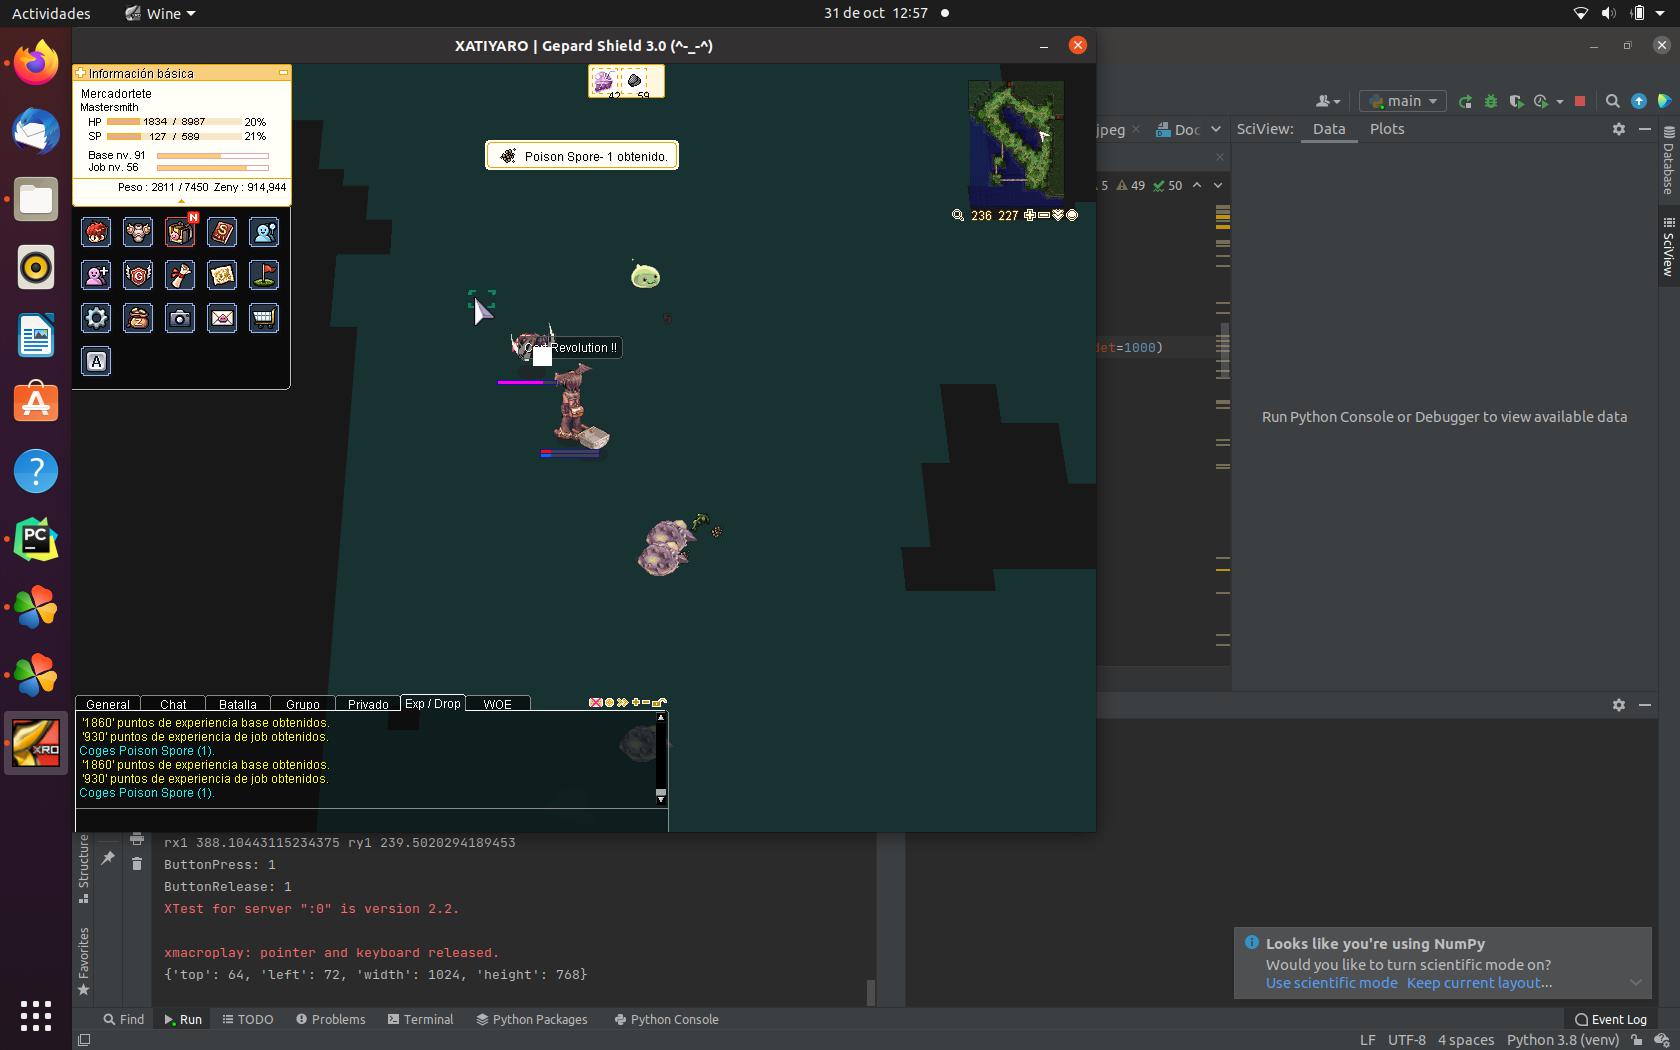 Actividades
Wine
31 de oct 12:57
XATIYARO | Gepard Shield 3.0 (^-_-^)
Información básica
Mercadortete
Mastersmith
HP 1834 / 8987 20%
SP 127 / 589 21%
Base nv. 91
Job nv. 56
Peso : 2811 / 7450 Zeny : 914,944
N
A
42 59
Poison Spore- 1 obtenido.
236 227
Revolution !!
General Chat Batalla Grupo Privado Exp / Drop WOE
'1860' puntos de experiencia base obtenidos.
'930' puntos de experiencia de job obtenidos.
Coges Poison Spore (1).
'1860' puntos de experiencia base obtenidos.
'930' puntos de experiencia de job obtenidos.
Coges Poison Spore (1).
main
jpeg
Doc
SciView: Data Plots
5 49 50
det=1000)
Run Python Console or Debugger to view available data
Database
SciView
PC
XRO
Structure
Favorites
rx1 388.10443115234375 ry1 239.5020294189453
ButtonPress: 1
ButtonRelease: 1
XTest for server ":0" is version 2.2.
xmacroplay: pointer and keyboard released.
{'top': 64, 'left': 72, 'width': 1024, 'height': 768}
Looks like you're using NumPy
Would you like to turn scientific mode on?
Use scientific mode Keep current layout...
Find Run TODO Problems Terminal Python Packages Python Console
Event Log
LF UTF-8 4 spaces Python 3.8 (venv)